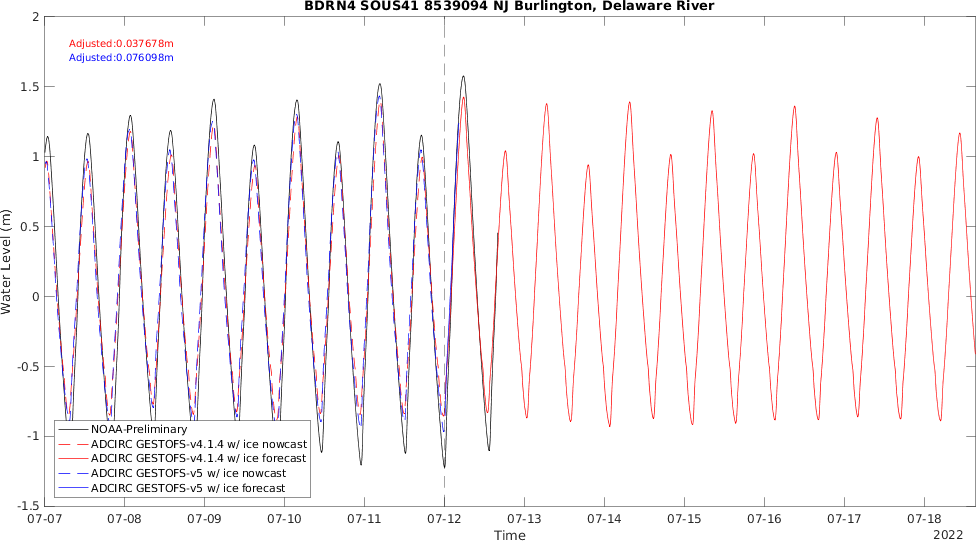 BDRN4 SOUS41 8539094 NJ Burlington, Delaware River
Adjusted:0.037678m
Adjusted:0.076098m
2
1.5
1
0.5
0
-0.5
-1
-1.5
Water Level (m)
NOAA-Preliminary
ADCIRC GESTOFS-v4.1.4 w/ ice nowcast
ADCIRC GESTOFS-v4.1.4 w/ ice forecast
ADCIRC GESTOFS-v5 w/ ice nowcast
ADCIRC GESTOFS-v5 w/ ice forecast
07-07 07-08 07-09 07-10 07-11 07-12 07-13 07-14 07-15 07-16 07-17 07-18
Time
2022